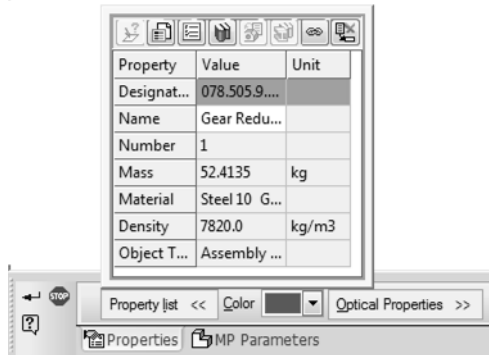 Property Value Unit
Designat... 078.505.9....
Name Gear Redu...
Number 1
Mass 52.4135 kg
Material Steel 10 G...
Density 7820.0 kg/m3
Object T... Assembly ...
STOP
Property list << Color Optical Properties >>
Properties MP Parameters